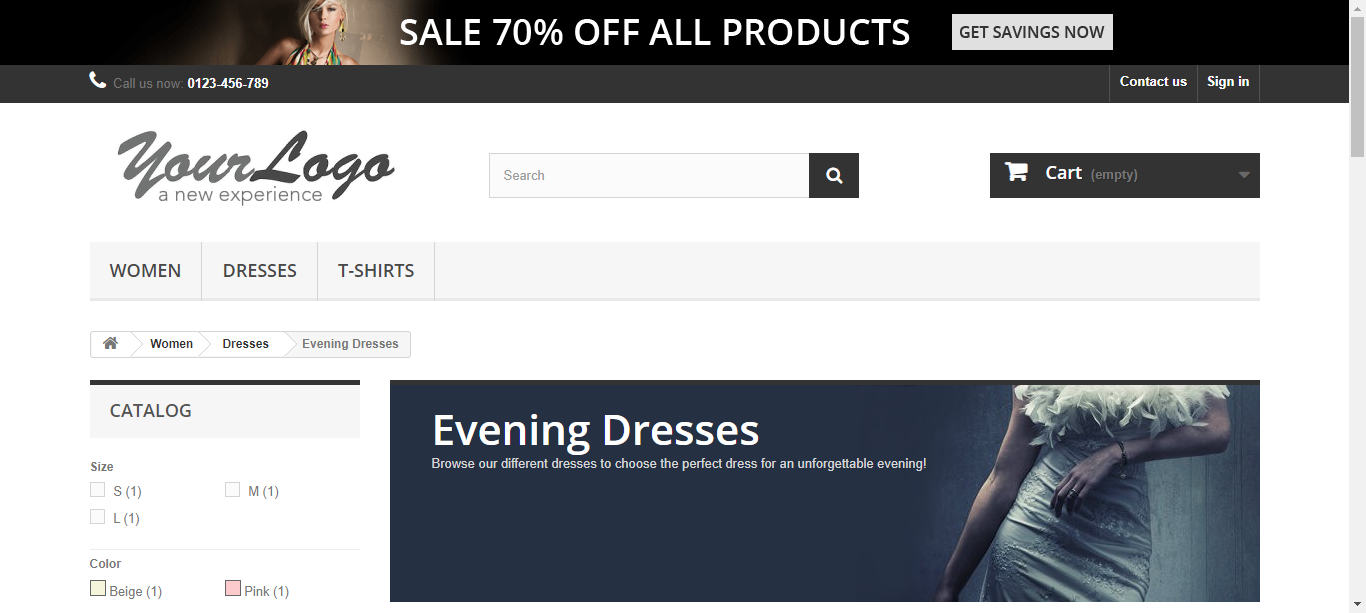 SALE 70% OFF ALL PRODUCTS GET SAVINGS NOW
Call us now: 0123-456-789 Contact us Sign in
YourLogo
a new experience
Search
Cart (empty)
WOMEN DRESSES T-SHIRTS
Women Dresses Evening Dresses
CATALOG
Size
S (1) M (1)
L (1)
Color
Beige (1) Pink (1)
Evening Dresses
Browse our different dresses to choose the perfect dress for an unforgettable evening!